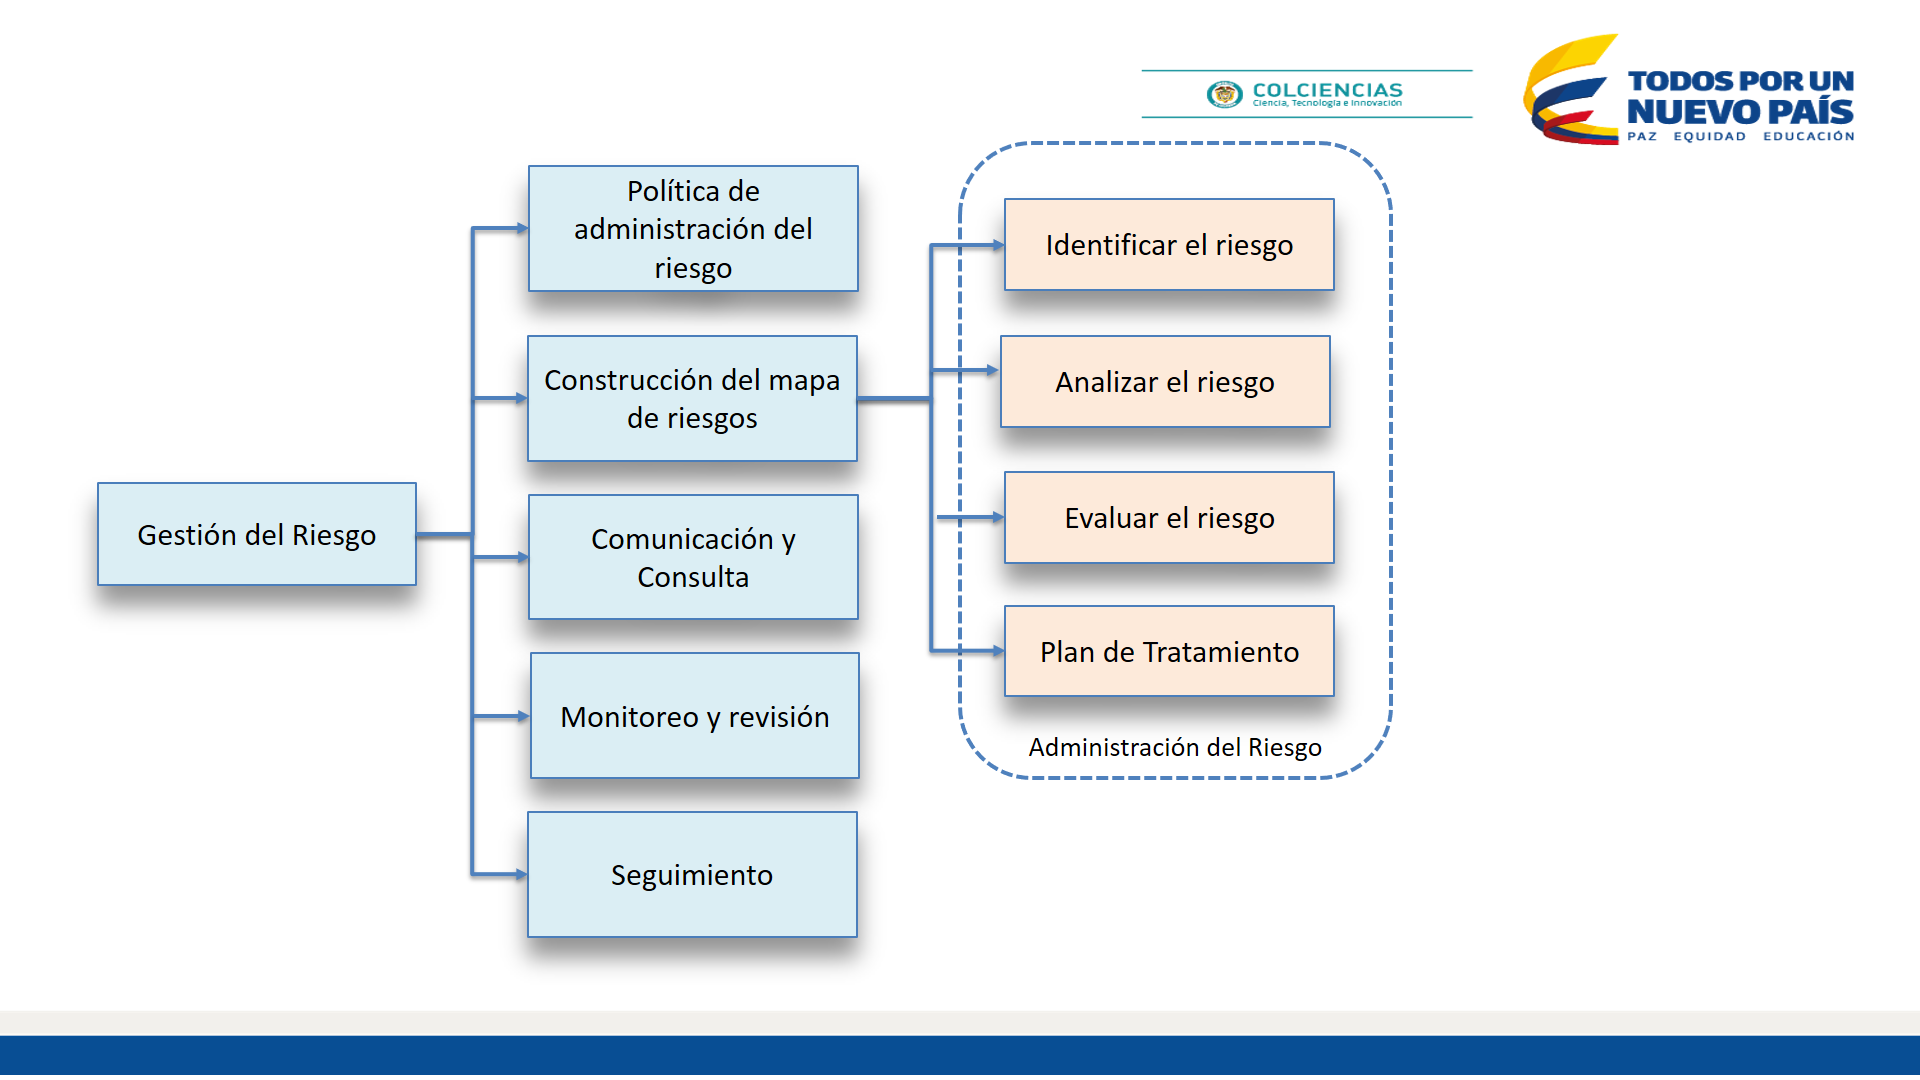 COLCIENCIAS
Ciencia, Tecnología e Innovación
TODOS POR UN
NUEVO PAÍS
PAZ EQUIDAD EDUCACIÓN
Gestión del Riesgo
Política de
administración del
riesgo
Construcción del mapa
de riesgos
Comunicación y
Consulta
Monitoreo y revisión
Seguimiento
Identificar el riesgo
Analizar el riesgo
Evaluar el riesgo
Plan de Tratamiento
Administración del Riesgo